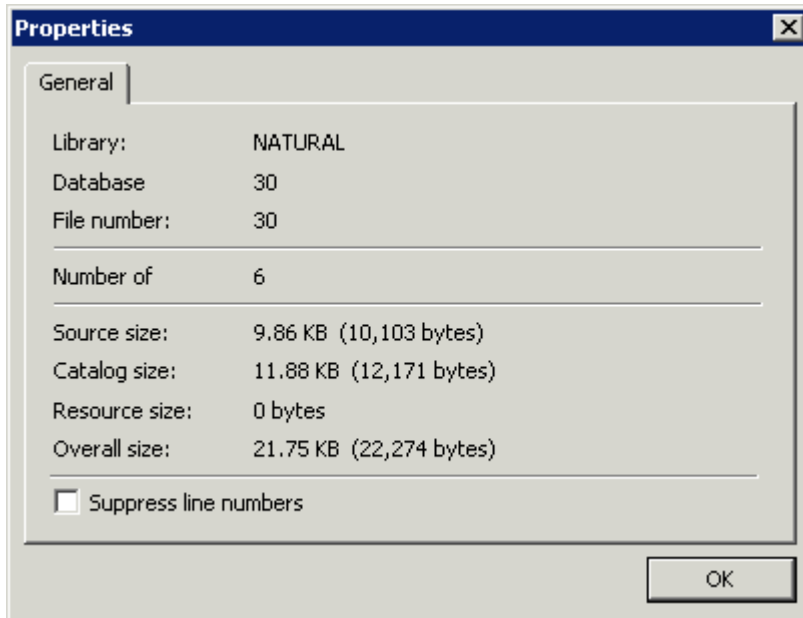 Properties
General
Library: NATURAL
Database 30
File number: 30
Number of 6
Source size: 9.86 KB (10,103 bytes)
Catalog size: 11.88 KB (12,171 bytes)
Resource size: 0 bytes
Overall size: 21.75 KB (22,274 bytes)
Suppress line numbers
OK